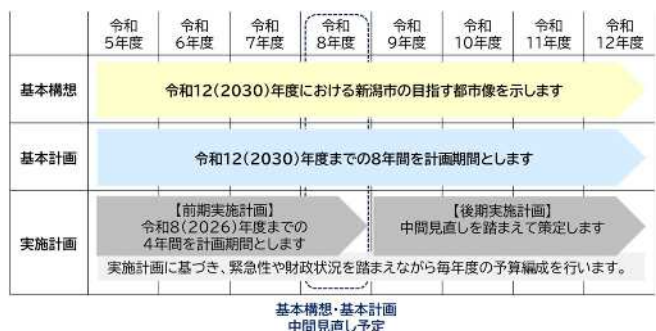 令和
5年度
令和
6年度
令和
7年度
令和
8年度
令和
9年度
令和
10年度
令和
11年度
令和
12年度
基本構想
令和12(2030)年度における新潟市の目指す都市像を示します
基本計画
令和12(2030)年度までの8年間を計画期間とします
実施計画
【前期実施計画】
令和8(2026)年度までの
4年間を計画期間とします
【後期実施計画】
中間見直しを踏まえて策定します
実施計画に基づき、緊急性や財政状況を踏まえながら毎年度の予算編成を行います。
基本構想・基本計画
中間見直し予定